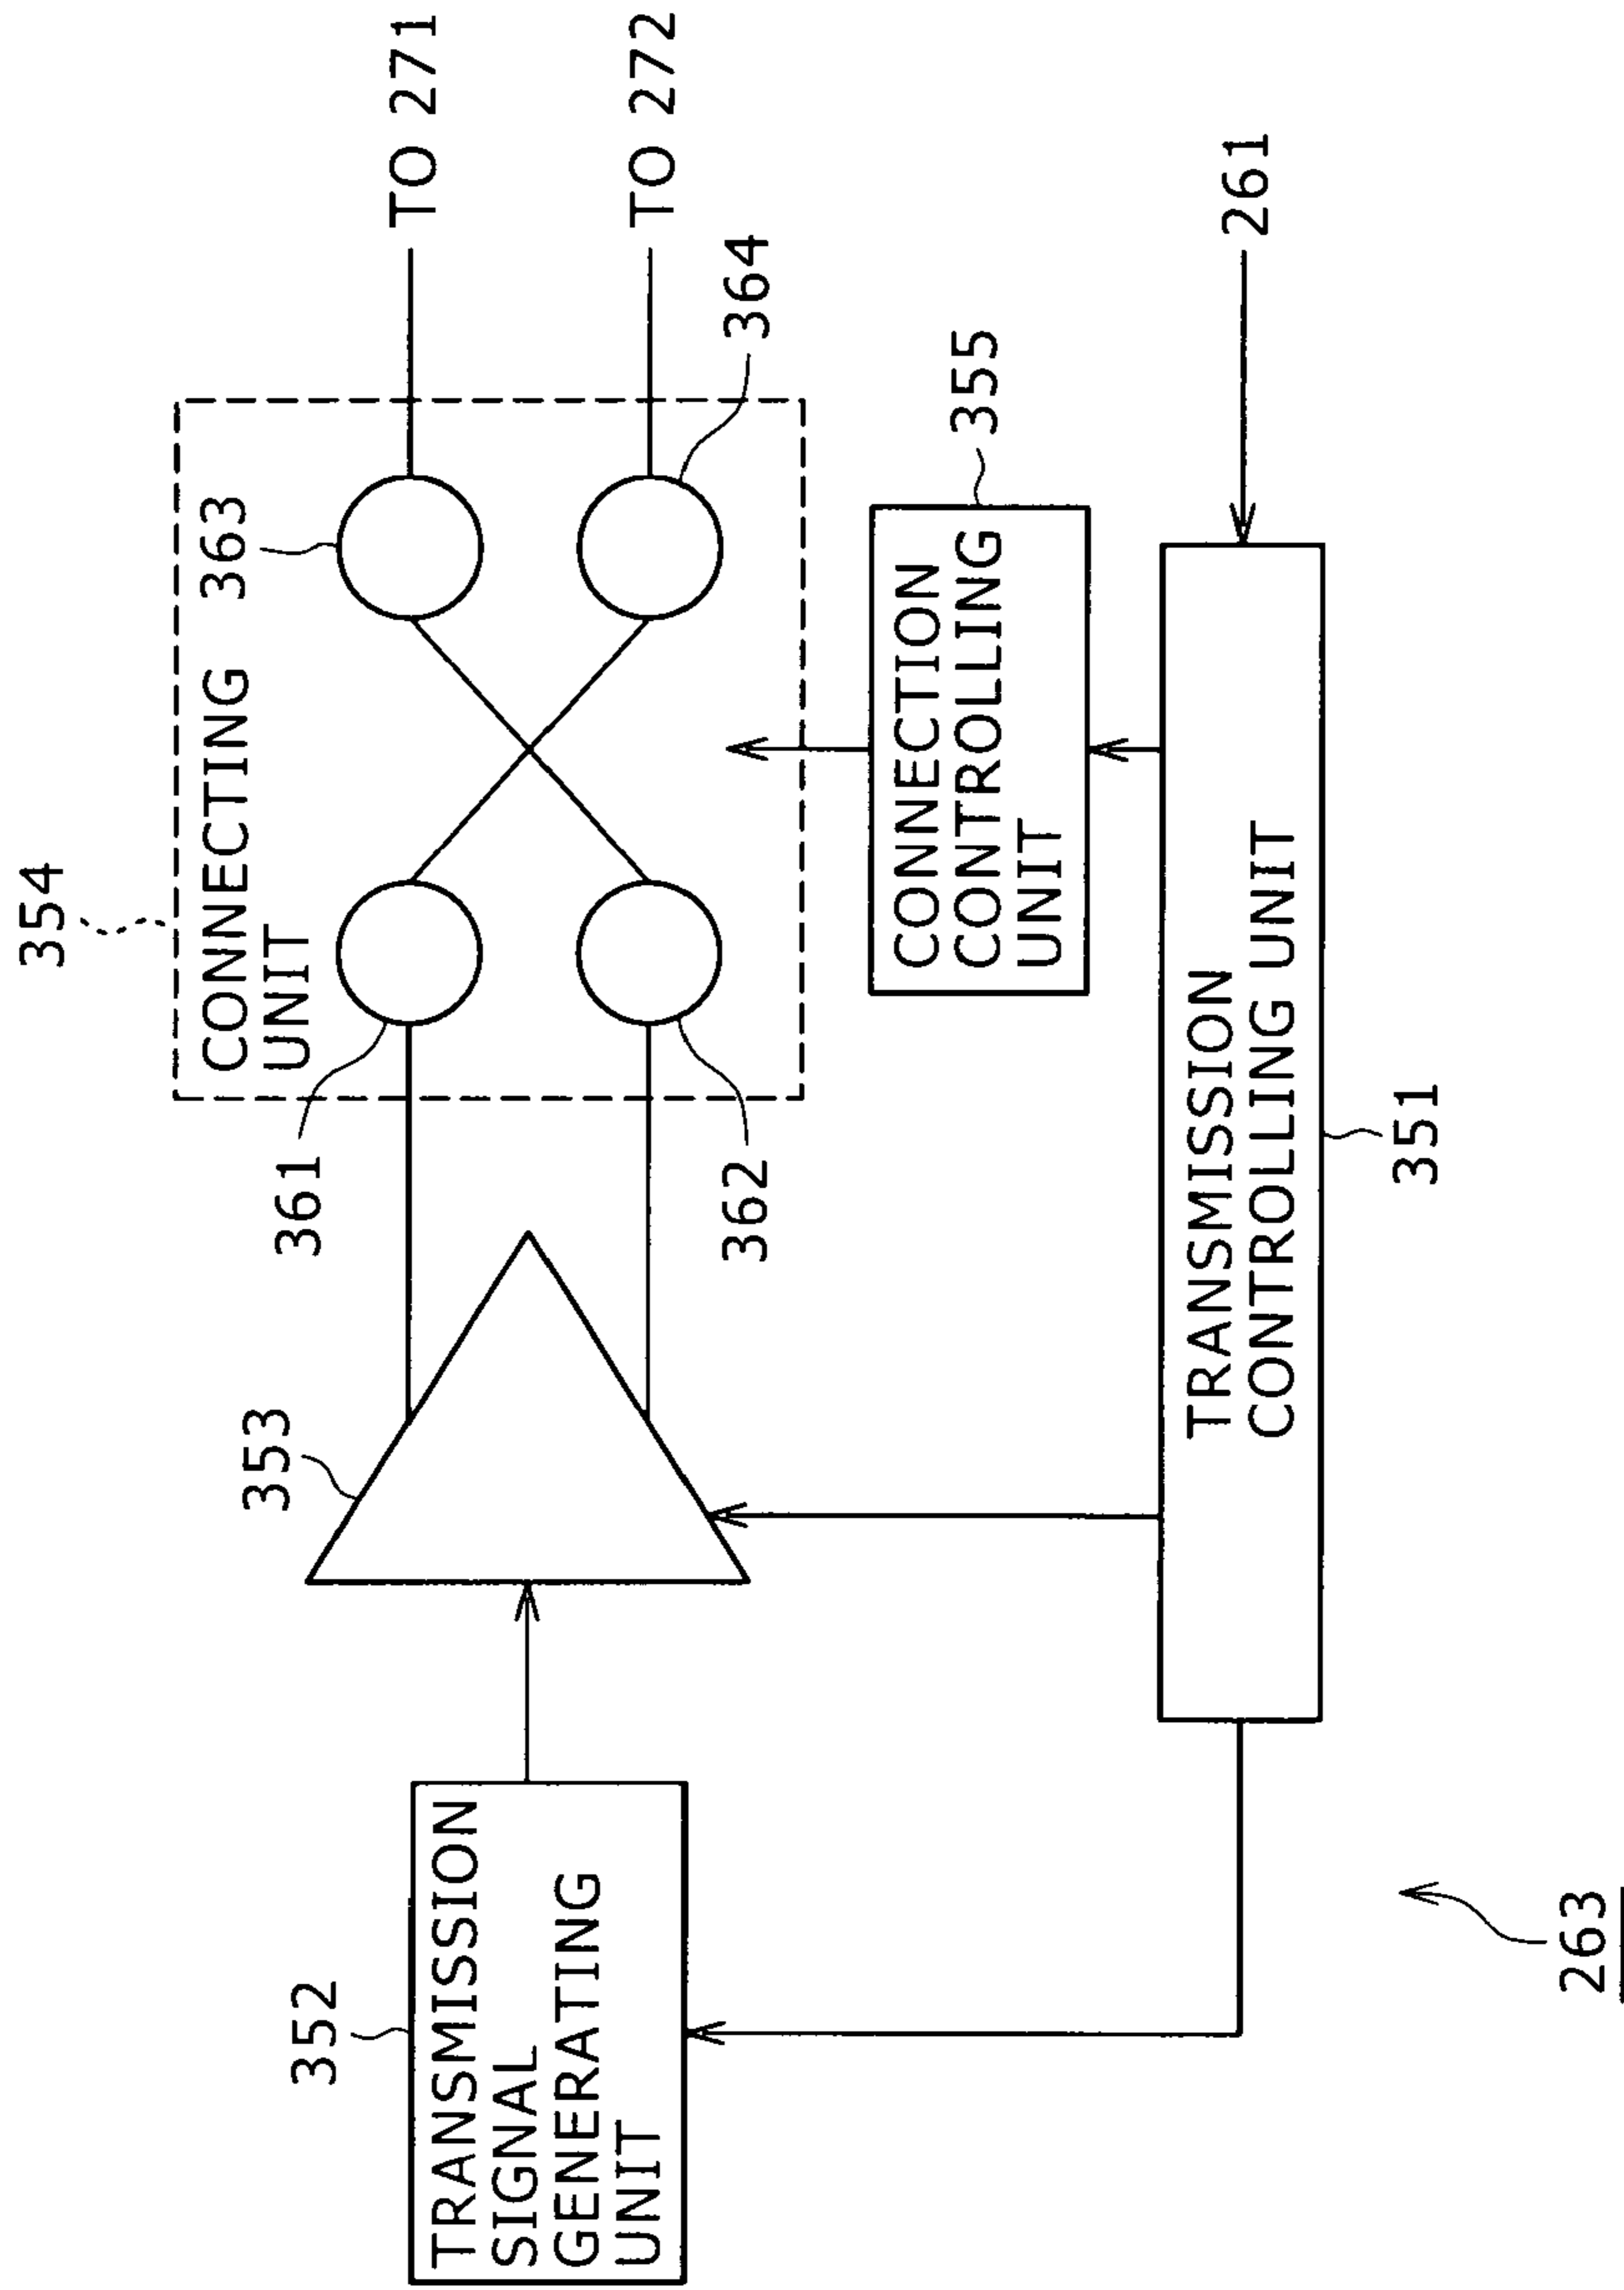 354
CONNECTING
UNIT
363
TO 271
361
353
352
TRANSMISSION
SIGNAL
GENERATING
UNIT
362
364
TO 272
CONNECTION
CONTROLLING
UNIT
355
TRANSMISSION
CONTROLLING UNIT
261
351
263